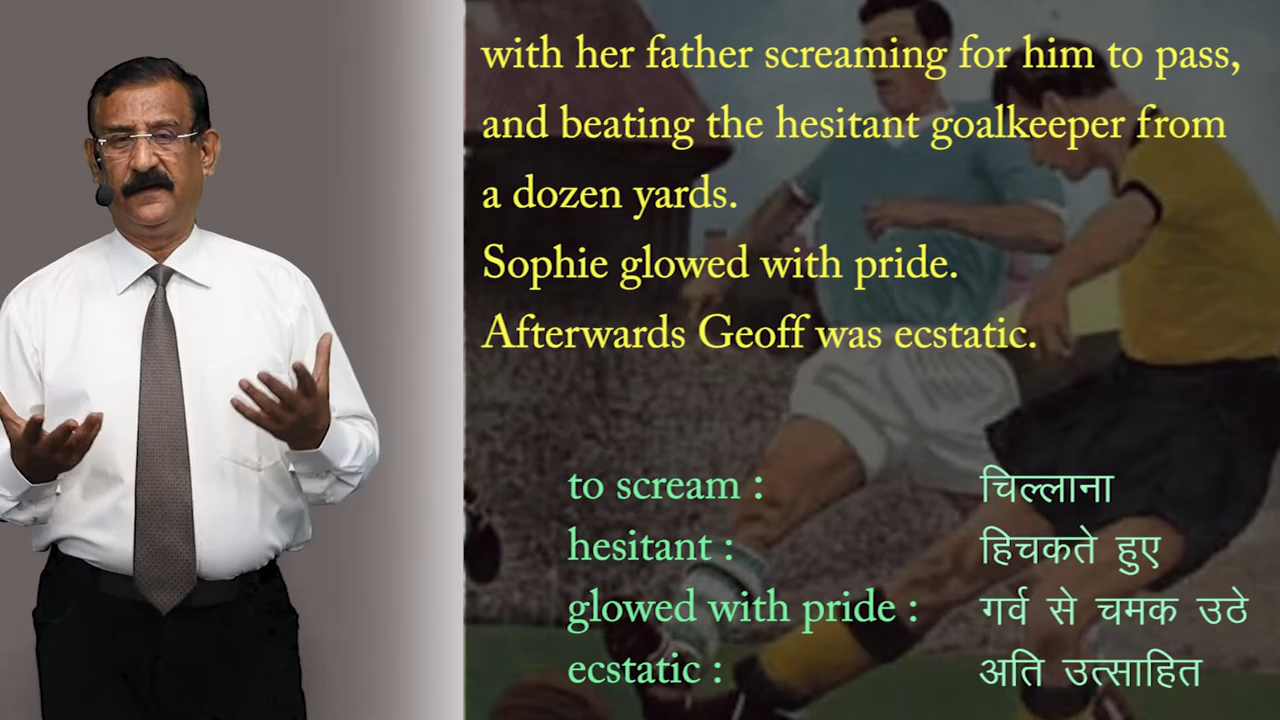 with her father screaming for him to pass,
and beating the hesitant goalkeeper from
a dozen yards.
Sophie glowed with pride.
Afterwards Geoff was ecstatic.
to scream : चिल्लाना
hesitant : हिचकते हुए
glowed with pride : गर्व से चमक उठे
ecstatic : अति उत्साहित